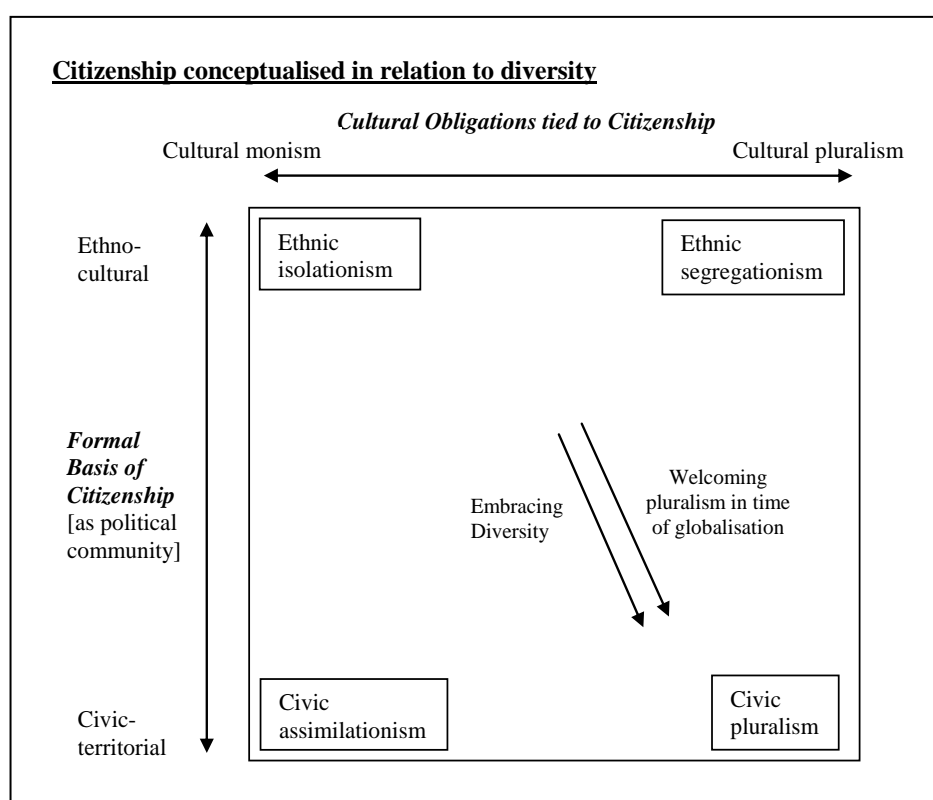 Citizenship conceptualised in relation to diversity
Cultural Obligations tied to Citizenship
Cultural monism
Cultural pluralism
Ethno-
cultural
Ethnic
isolationism
Ethnic
segregationism
Formal
Basis of
Citizenship
[as political
community]
Embracing
Diversity
Welcoming
pluralism in time
of globalisation
Civic-
territorial
Civic
assimilationism
Civic
pluralism